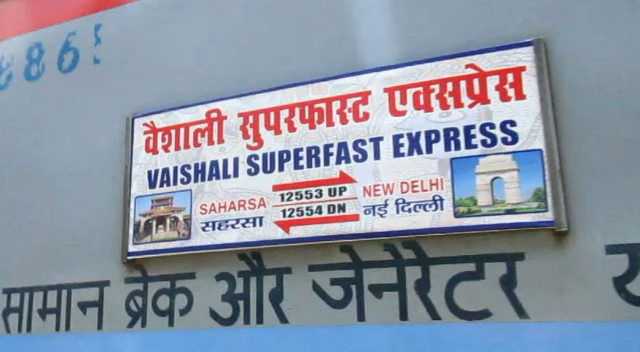 वैशाली सुपरफास्ट एक्सप्रेस
VAISHALI SUPERFAST EXPRESS
SAHARSA 12553 UP NEW DELHI
सहरसा 12554 DN नई दिल्ली
सामान ब्रेक और जेनैरेटर